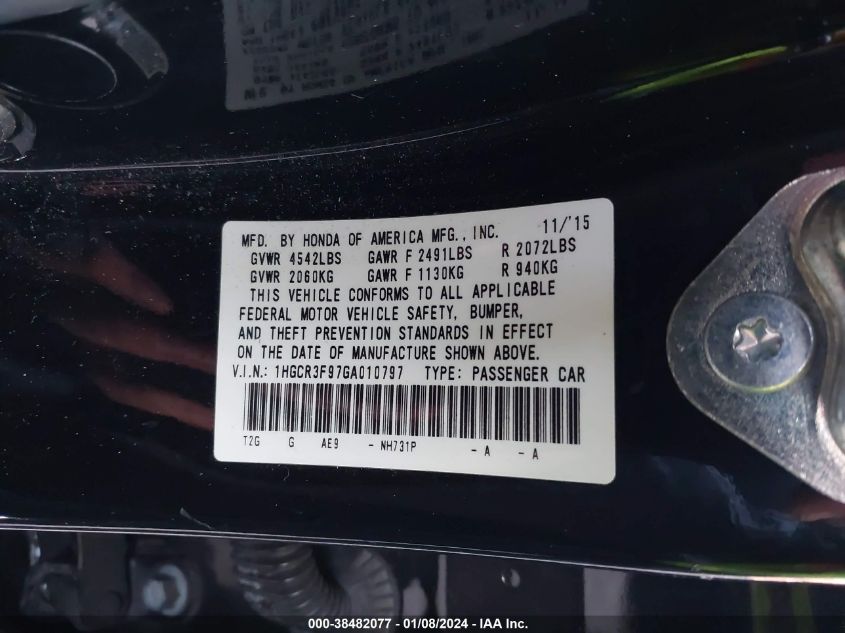 MFD. BY HONDA OF AMERICA MFG., INC. 11/'15
GVWR 4542LBS GAWR F 2491LBS R 2072LBS
GVWR 2060KG GAWR F 1130KG R 940KG
THIS VEHICLE CONFORMS TO ALL APPLICABLE
FEDERAL MOTOR VEHICLE SAFETY, BUMPER,
AND THEFT PREVENTION STANDARDS IN EFFECT
ON THE DATE OF MANUFACTURE SHOWN ABOVE.
V.I.N.: 1HGCR3F97GA010797 TYPE: PASSENGER CAR
T2G G AE9 - NH731P - A - A
000-38482077 - 01/08/2024 - IAA Inc.